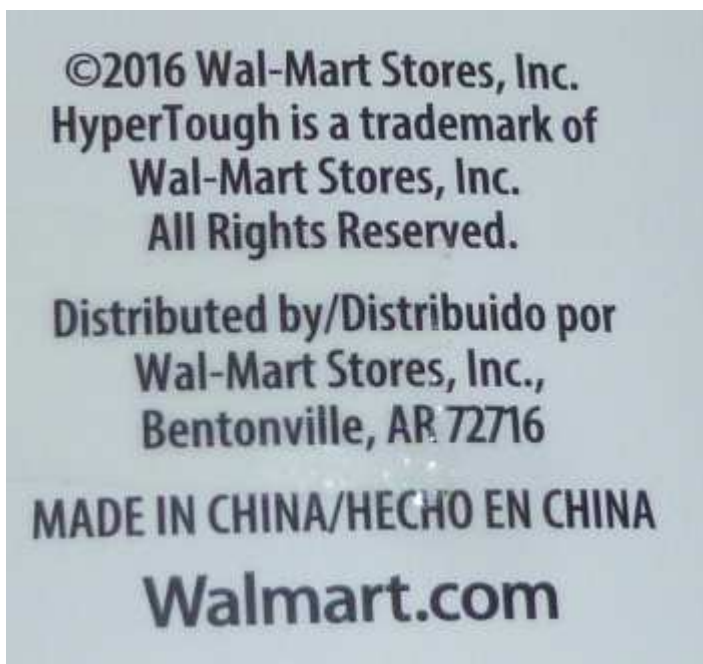 ©2016 Wal-Mart Stores, Inc.
HyperTough is a trademark of
Wal-Mart Stores, Inc.
All Rights Reserved.
Distributed by/Distribuido por
Wal-Mart Stores, Inc.,
Bentonville, AR 72716
MADE IN CHINA/HECHO EN CHINA
Walmart.com